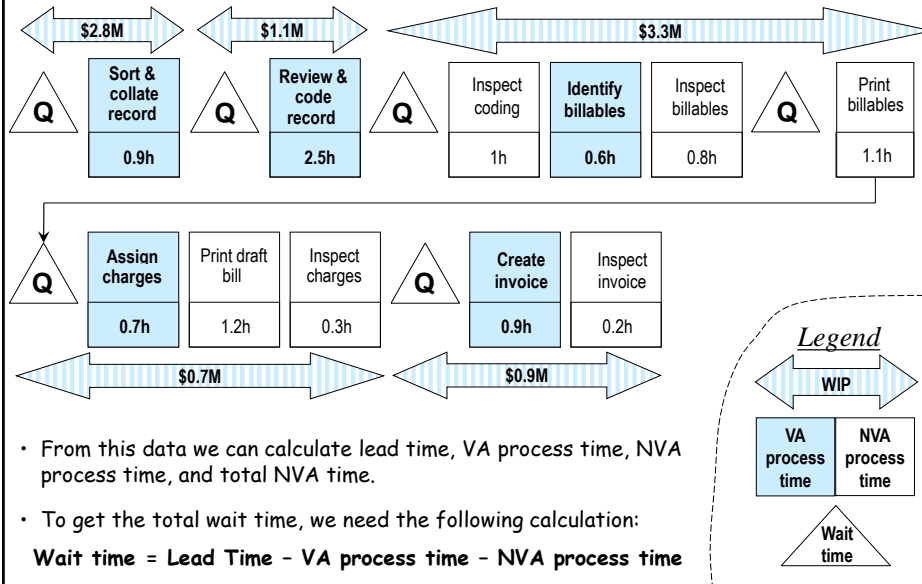 $2.8M
$1.1M
$3.3M
Q
Sort &
collate
record
0.9h
Q
Review &
code
record
2.5h
Q
Inspect
coding
1h
Identify
billables
0.6h
Inspect
billables
0.8h
Q
Print
billables
1.1h
Q
Assign
charges
0.7h
Print draft
bill
1.2h
Inspect
charges
0.3h
Q
Create
invoice
0.9h
Inspect
invoice
0.2h
$0.7M
$0.9M
Legend
WIP
VA
process
time
NVA
process
time
Wait
time
• From this data we can calculate lead time, VA process time, NVA
process time, and total NVA time.
• To get the total wait time, we need the following calculation:
Wait time = Lead Time – VA process time – NVA process time